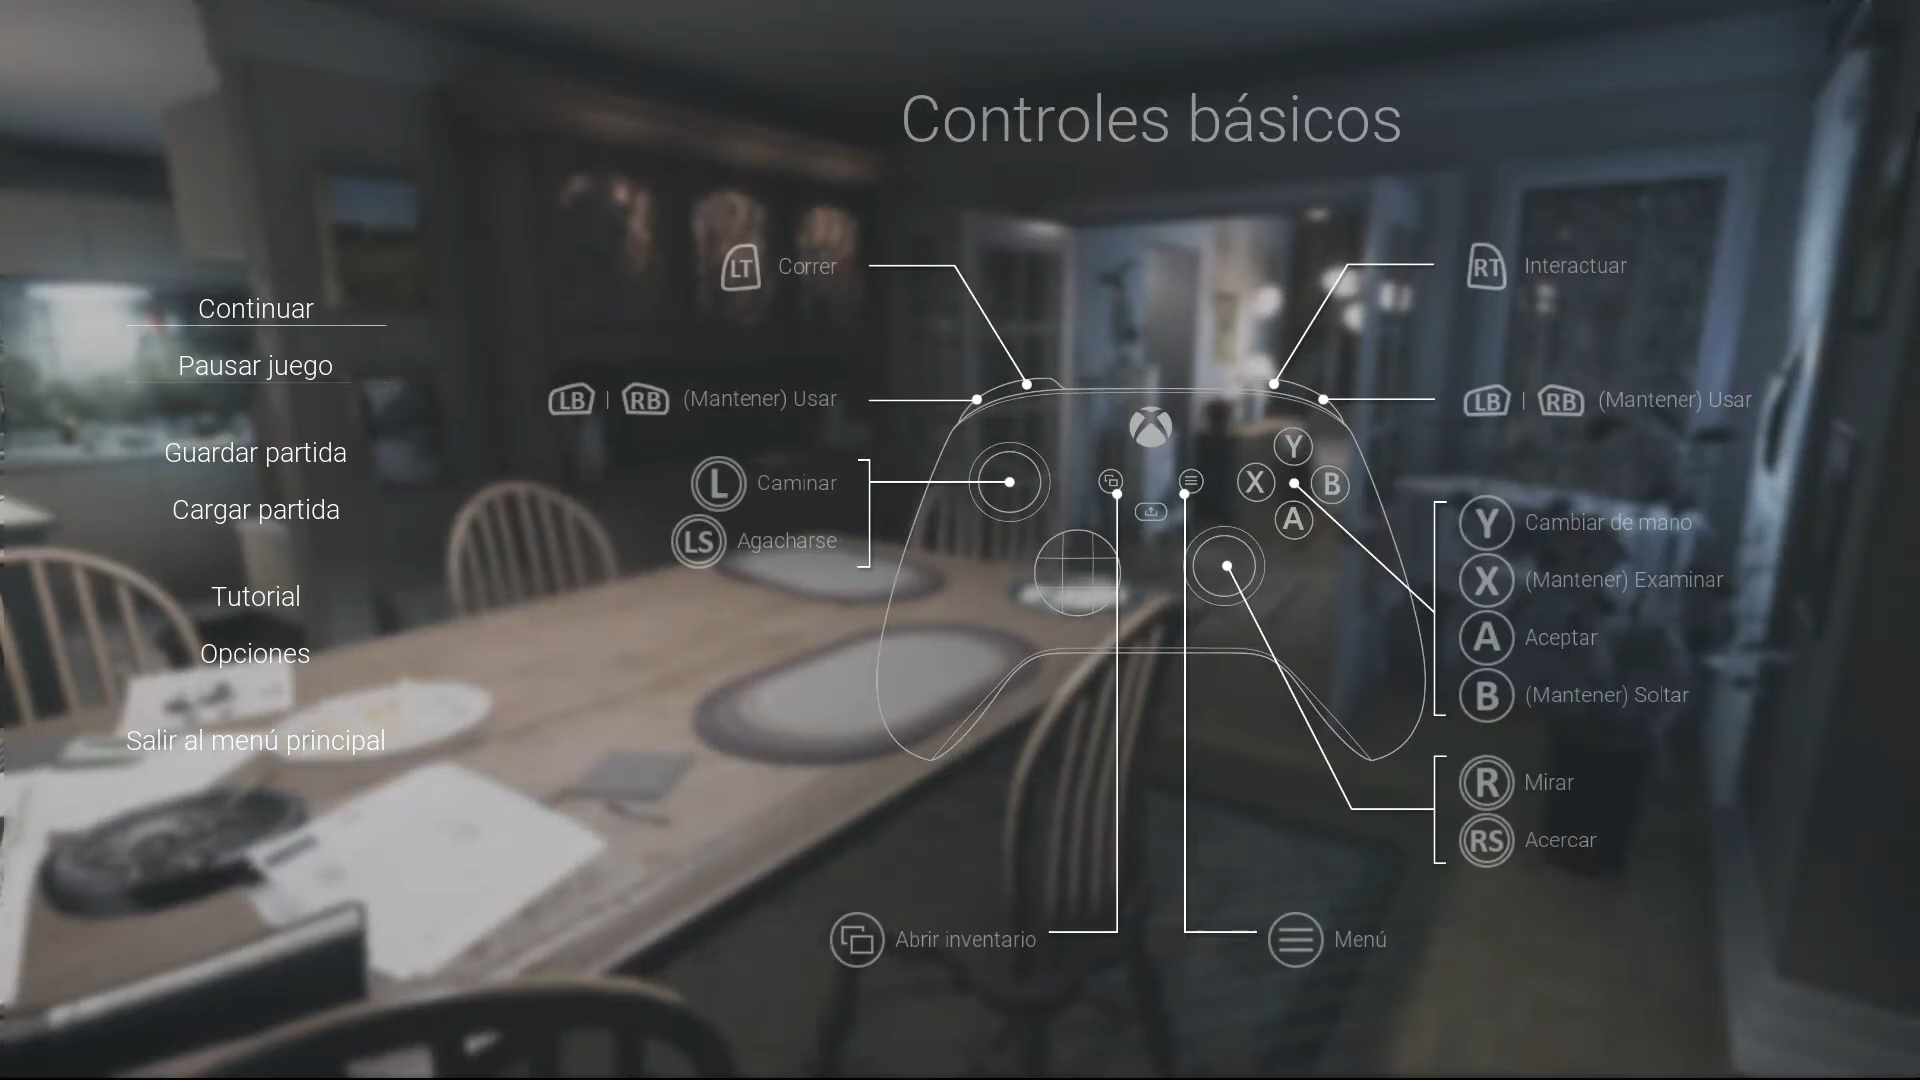 Controles básicos
Continuar
Pausar juego
Guardar partida
Cargar partida
Tutorial
Opciones
Salir al menú principal
LT Correr
LB | RB (Mantener) Usar
L Caminar
LS Agacharse
Y
X B
A
RT Interactuar
LB | RB (Mantener) Usar
Y Cambiar de mano
X (Mantener) Examinar
A Aceptar
B (Mantener) Soltar
R Mirar
RS Acercar
Abrir inventario
Menú